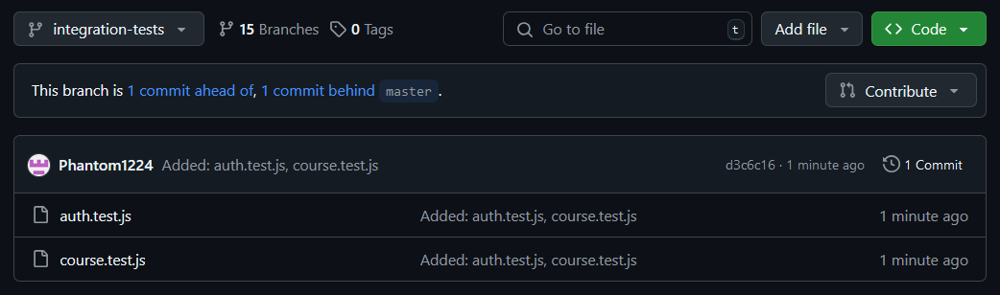 integration-tests 15 Branches 0 Tags Go to file t Add file Code
This branch is 1 commit ahead of, 1 commit behind master.
Contribute
Phantom1224 Added: auth.test.js, course.test.js d3c6c16 · 1 minute ago 1 Commit
auth.test.js Added: auth.test.js, course.test.js 1 minute ago
course.test.js Added: auth.test.js, course.test.js 1 minute ago